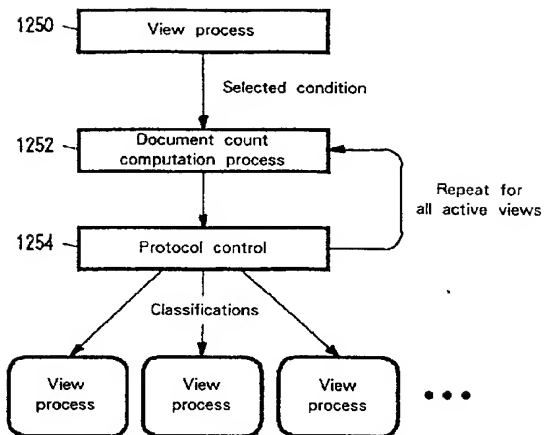 1250
View process
Selected condition
1252
Document count
computation process
Repeat for
all active views
1254
Protocol control
Classifications
View
process
View
process
View
process